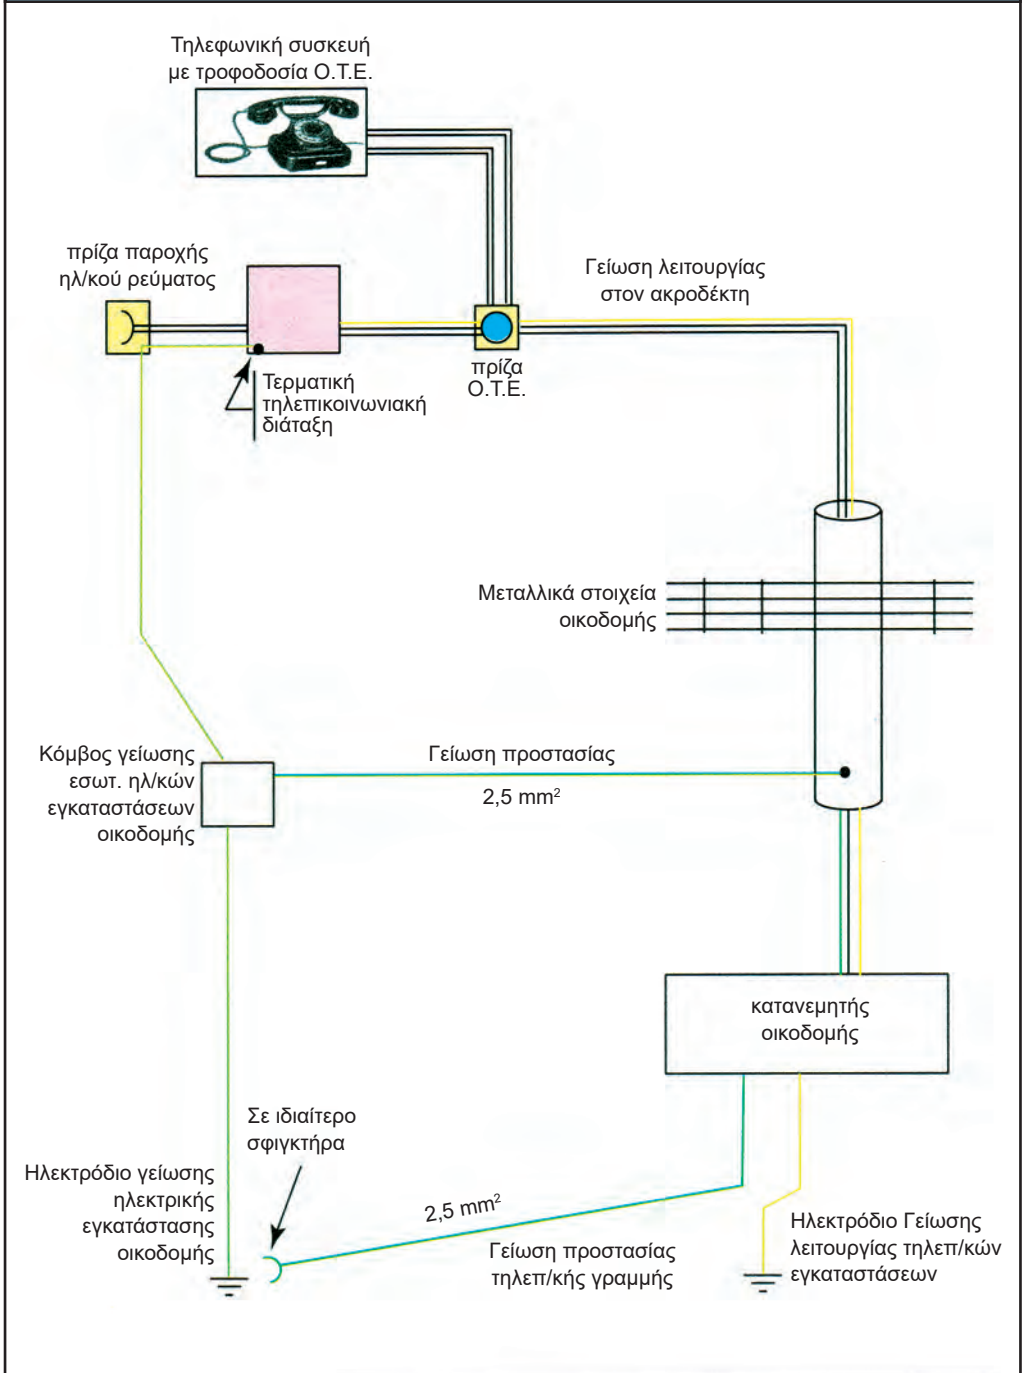 Τηλεφωνική συσκευή
με τροφοδοσία Ο.Τ.Ε.
πρίζα παροχής
ηλ/κού ρεύματος
Γείωση λειτουργίας
στον ακροδέκτη
πρίζα
Ο.Τ.Ε.
Τερματική
τηλεπικοινωνιακή
διάταξη
Μεταλλικά στοιχεία
οικοδομής
Κόμβος γείωσης
εσωτ. ηλ/κών
εγκαταστάσεων
οικοδομής
Γείωση προστασίας
2,5 mm²
κατανεμητής
οικοδομής
Σε ιδιαίτερο
σφιγκτήρα
Ηλεκτρόδιο γείωσης
ηλεκτρικής
εγκατάστασης
οικοδομής
2,5 mm²
Γείωση προστασίας
τηλεπ/κής γραμμής
Ηλεκτρόδιο Γείωσης
λειτουργίας τηλεπ/κών
εγκαταστάσεων